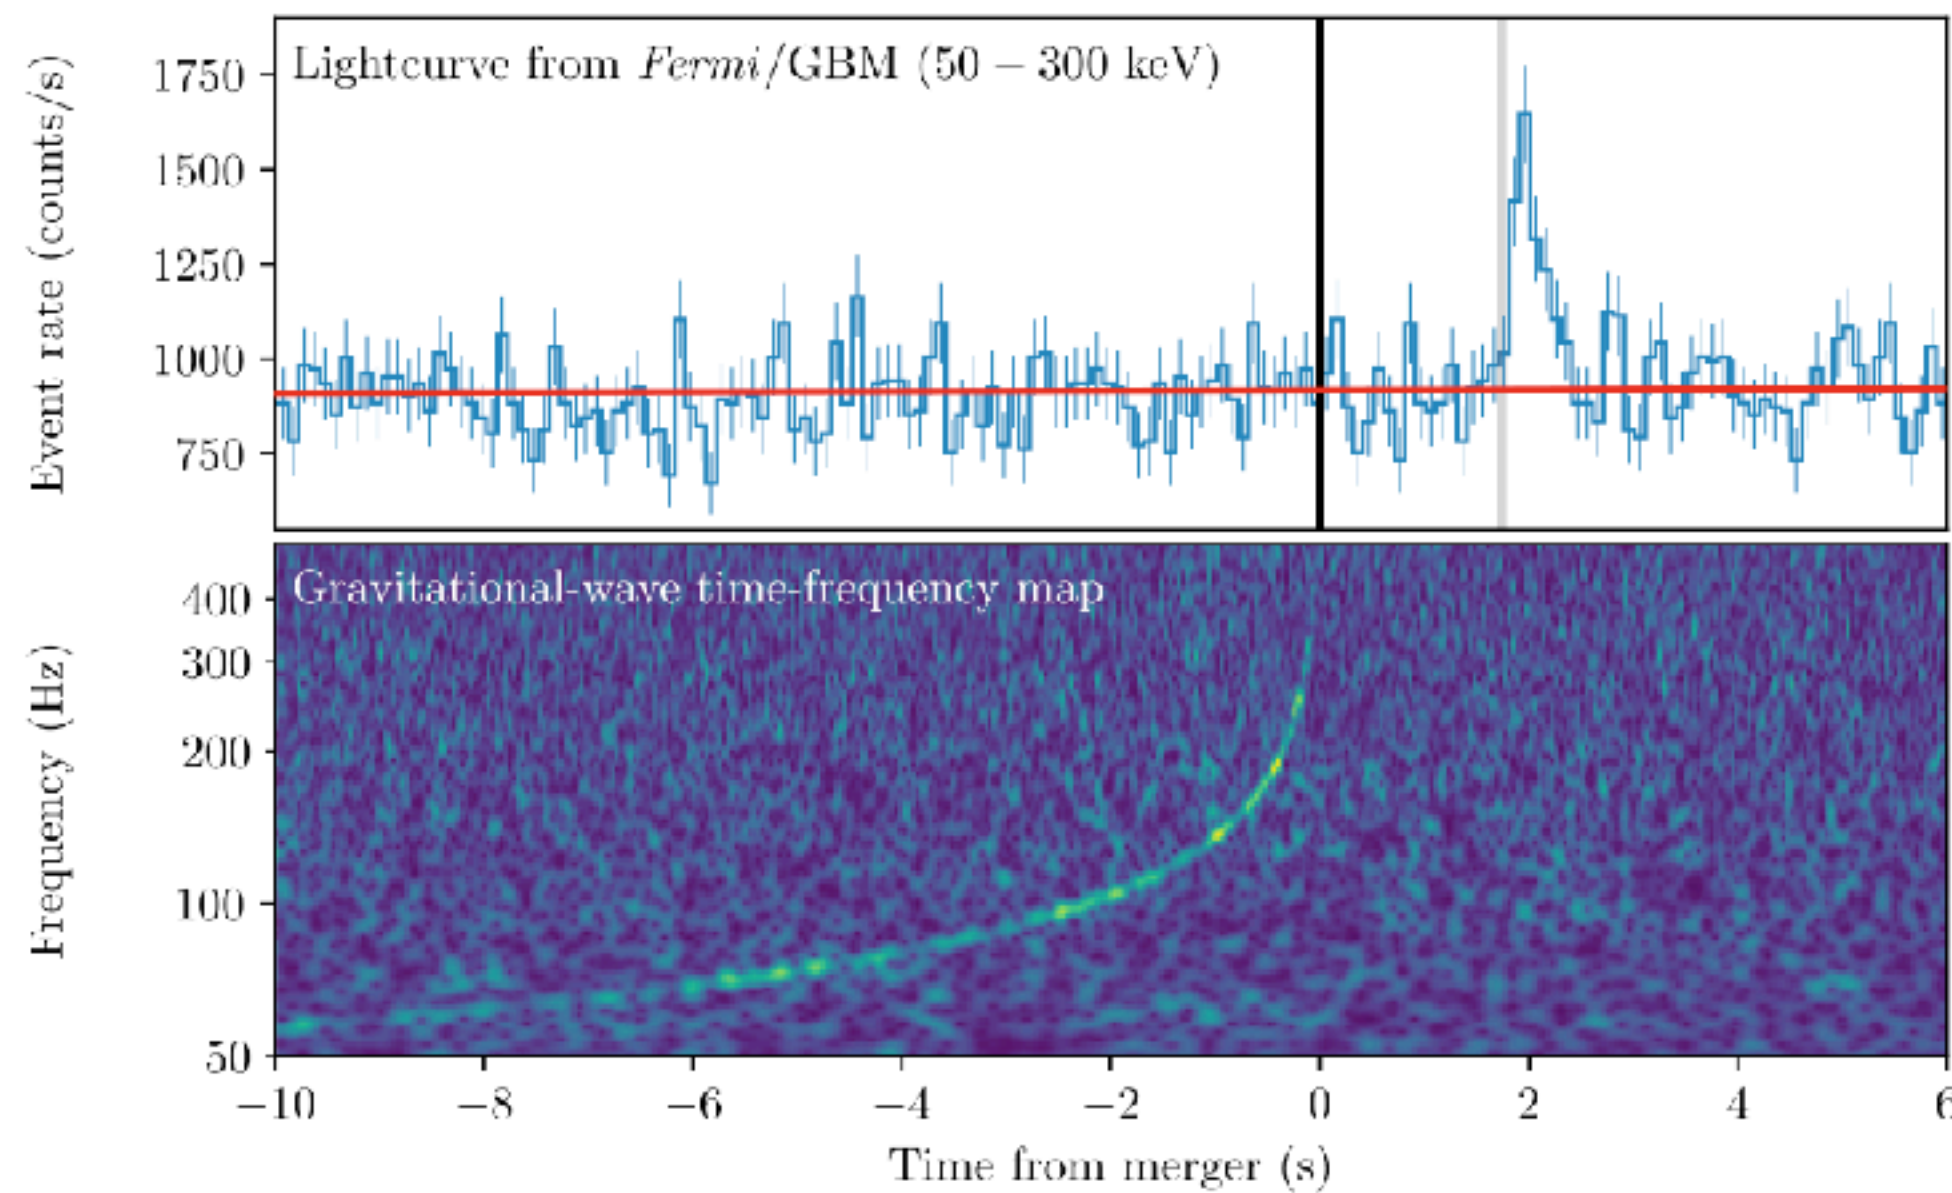 Lightcurve from Fermi/GBM (50 – 300 keV)
Event rate (counts/s)
1750
1500
1250
1000
750
Gravitational-wave time-frequency map
Frequency (Hz)
400
300
200
100
50
−10 −8 −6 −4 −2 0 2 4 6
Time from merger (s)